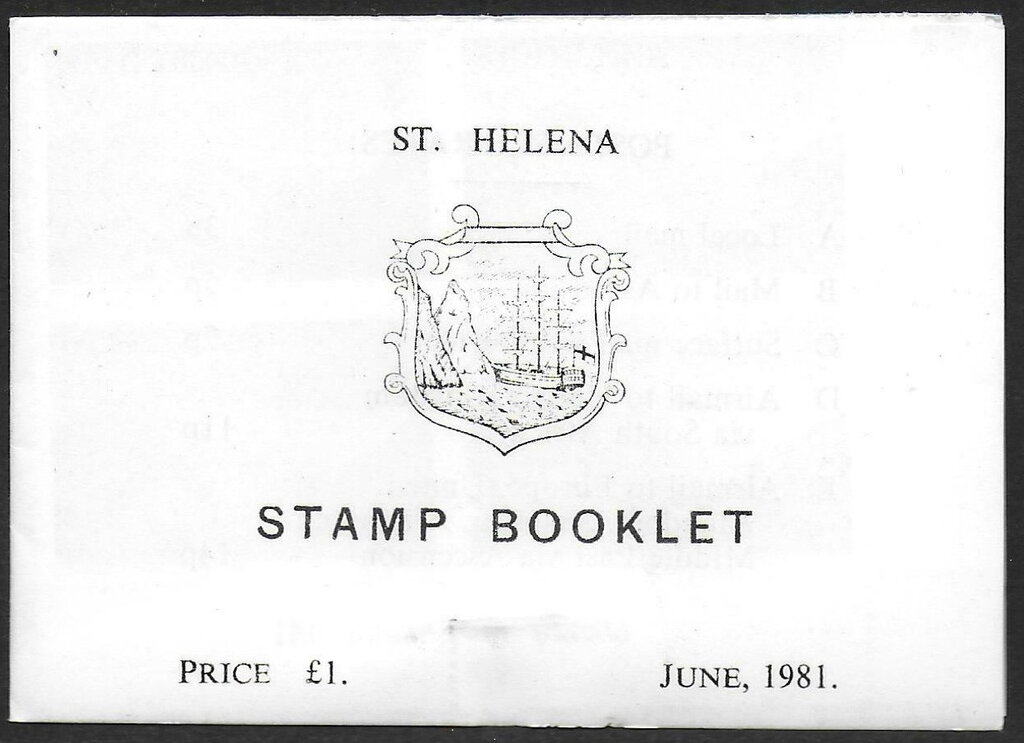 ST. HELENA
STAMP BOOKLET
PRICE £1.
JUNE, 1981.